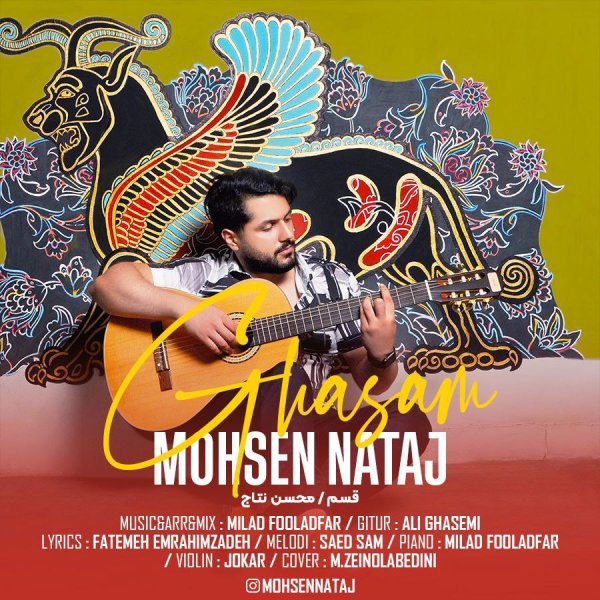 Ghasam
MOHSEN NATAJ
قسم / محسن نتاج
MUSIC&ARR&MIX : MILAD FOOLADFAR / GITUR : ALI GHASEMI
LYRICS : FATEMEH EMRAHIMZADEH / MELODI : SAED SAM / PIANO : MILAD FOOLADFAR
/ VIOLIN : JOKAR / COVER : M.ZEINOLABEDINI
MOHSENNATAJ